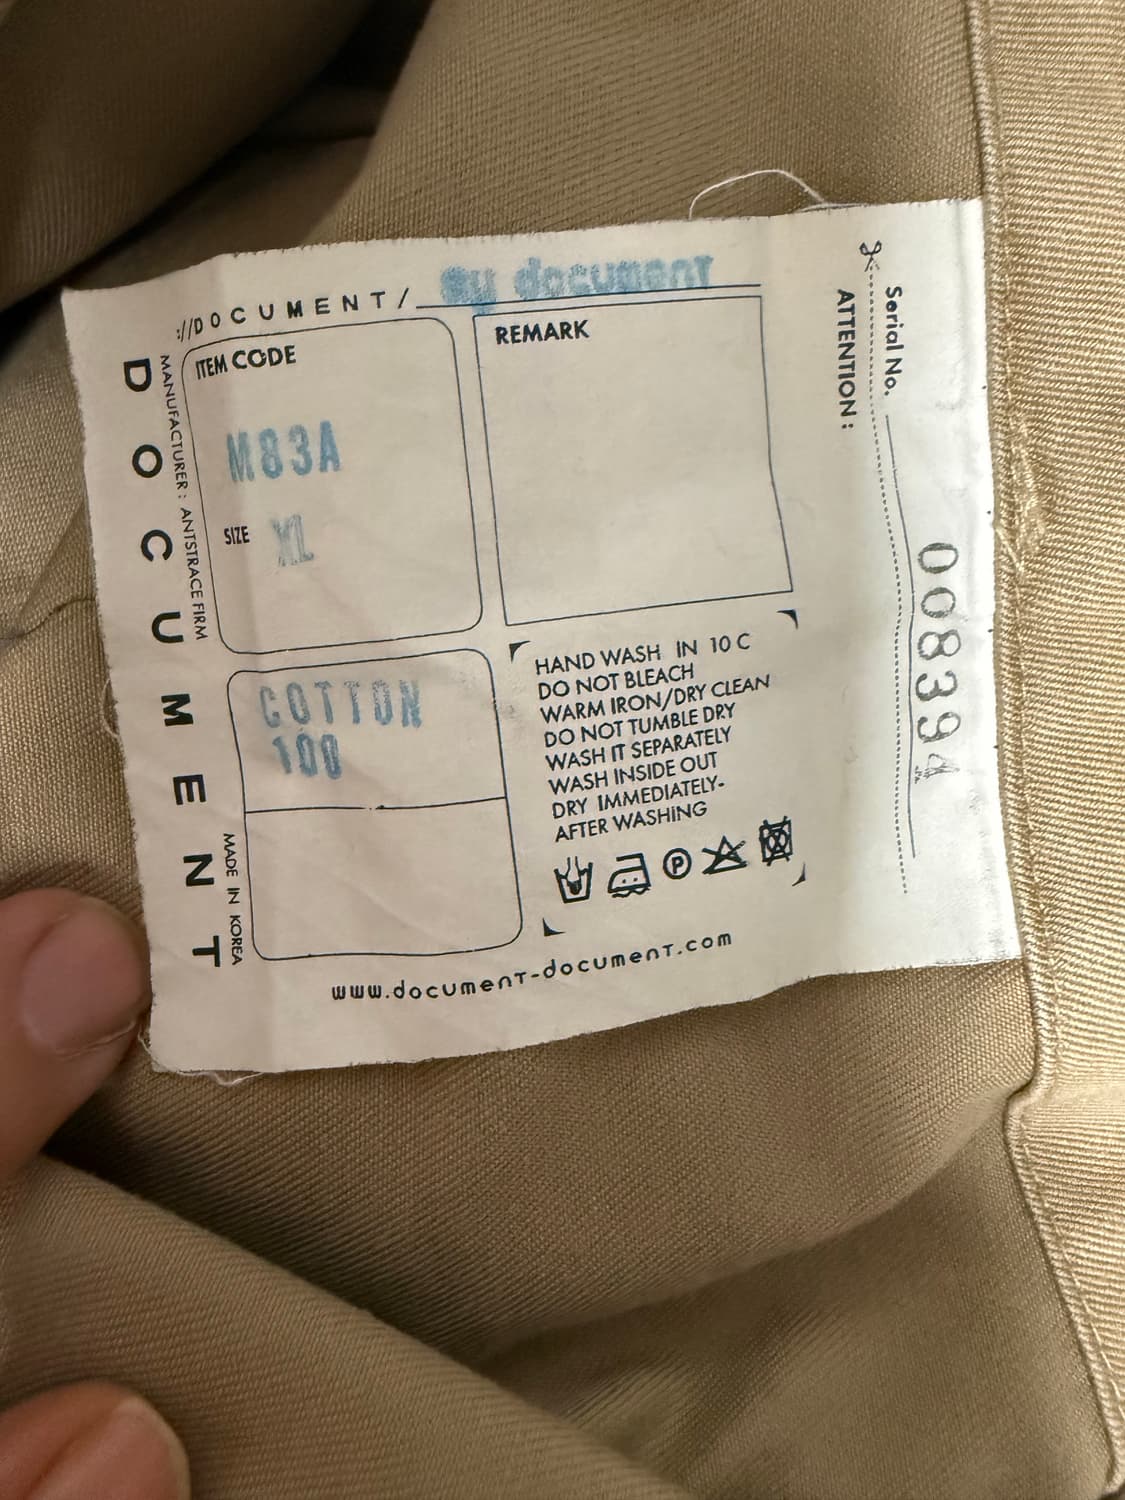 ://DOCUMENT/ my document
ITEM CODE
M83A
SIZE XL
REMARK
COTTON
100
HAND WASH IN 10 C
DO NOT BLEACH
WARM IRON/DRY CLEAN
DO NOT TUMBLE DRY
WASH IT SEPARATELY
WASH INSIDE OUT
DRY IMMEDIATELY-
AFTER WASHING
P
www.document-document.com
DOCUMENT
MANUFACTURER : ANTSTRACE FIRM
MADE IN KOREA
ATTENTION :
Serial No. 008394